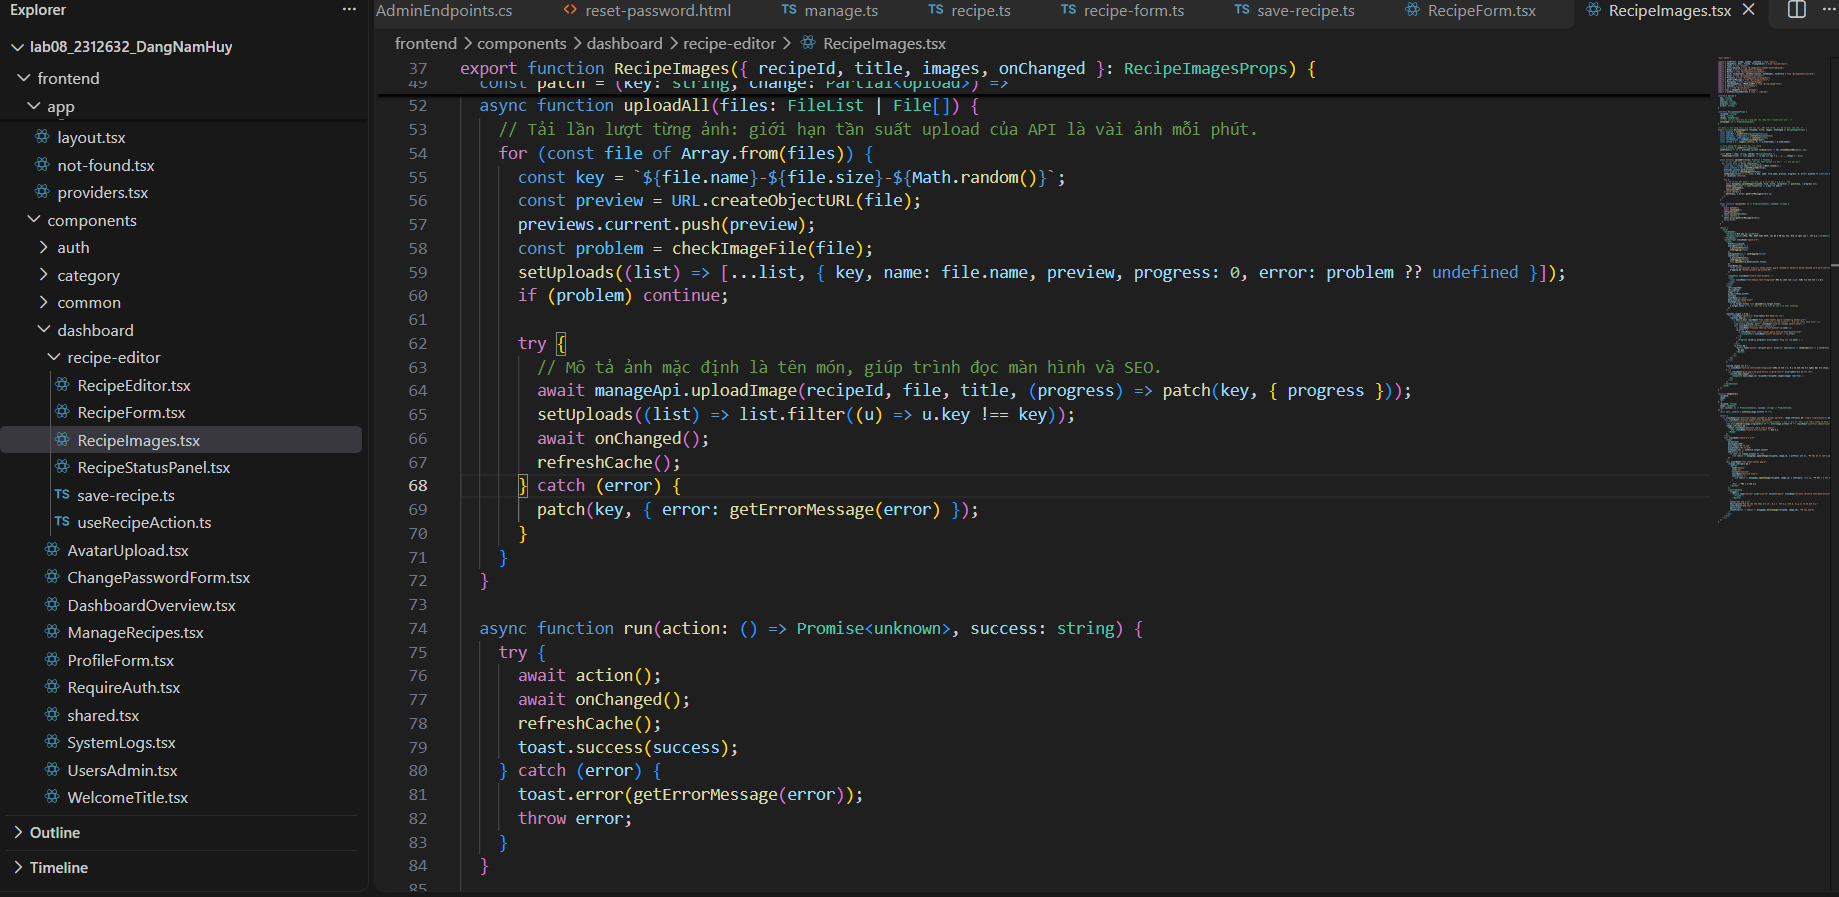 Explorer
lab08_2312632_DangNamHuy
frontend
app
layout.tsx
not-found.tsx
providers.tsx
components
auth
category
common
dashboard
recipe-editor
RecipeEditor.tsx
RecipeForm.tsx
RecipeImages.tsx
RecipeStatusPanel.tsx
TS save-recipe.ts
TS useRecipeAction.ts
AvatarUpload.tsx
ChangePasswordForm.tsx
DashboardOverview.tsx
ManageRecipes.tsx
ProfileForm.tsx
RequireAuth.tsx
shared.tsx
SystemLogs.tsx
UsersAdmin.tsx
WelcomeTitle.tsx
Outline
Timeline
AdminEndpoints.cs <> reset-password.html TS manage.ts TS recipe.ts TS recipe-form.ts TS save-recipe.ts RecipeForm.tsx RecipeImages.tsx
frontend > components > dashboard > recipe-editor > RecipeImages.tsx
37 export function RecipeImages({ recipeId, title, images, onChanged }: RecipeImagesProps) {
49 const patch = (key: string, change: Partial<Upload>) =>
52 async function uploadAll(files: FileList | File[]) {
53 // Tải lần lượt từng ảnh: giới hạn tần suất upload của API là vài ảnh mỗi phút.
54 for (const file of Array.from(files)) {
55 const key = `${file.name}-${file.size}-${Math.random()}`;
56 const preview = URL.createObjectURL(file);
57 previews.current.push(preview);
58 const problem = checkImageFile(file);
59 setUploads((list) => [...list, { key, name: file.name, preview, progress: 0, error: problem ?? undefined }]);
60 if (problem) continue;
61
62 try {
63 // Mô tả ảnh mặc định là tên món, giúp trình đọc màn hình và SEO.
64 await manageApi.uploadImage(recipeId, file, title, (progress) => patch(key, { progress }));
65 setUploads((list) => list.filter((u) => u.key !== key));
66 await onChanged();
67 refreshCache();
68 } catch (error) {
69 patch(key, { error: getErrorMessage(error) });
70 }
71 }
72 }
73
74 async function run(action: () => Promise<unknown>, success: string) {
75 try {
76 await action();
77 await onChanged();
78 refreshCache();
79 toast.success(success);
80 } catch (error) {
81 toast.error(getErrorMessage(error));
82 throw error;
83 }
84 }
85